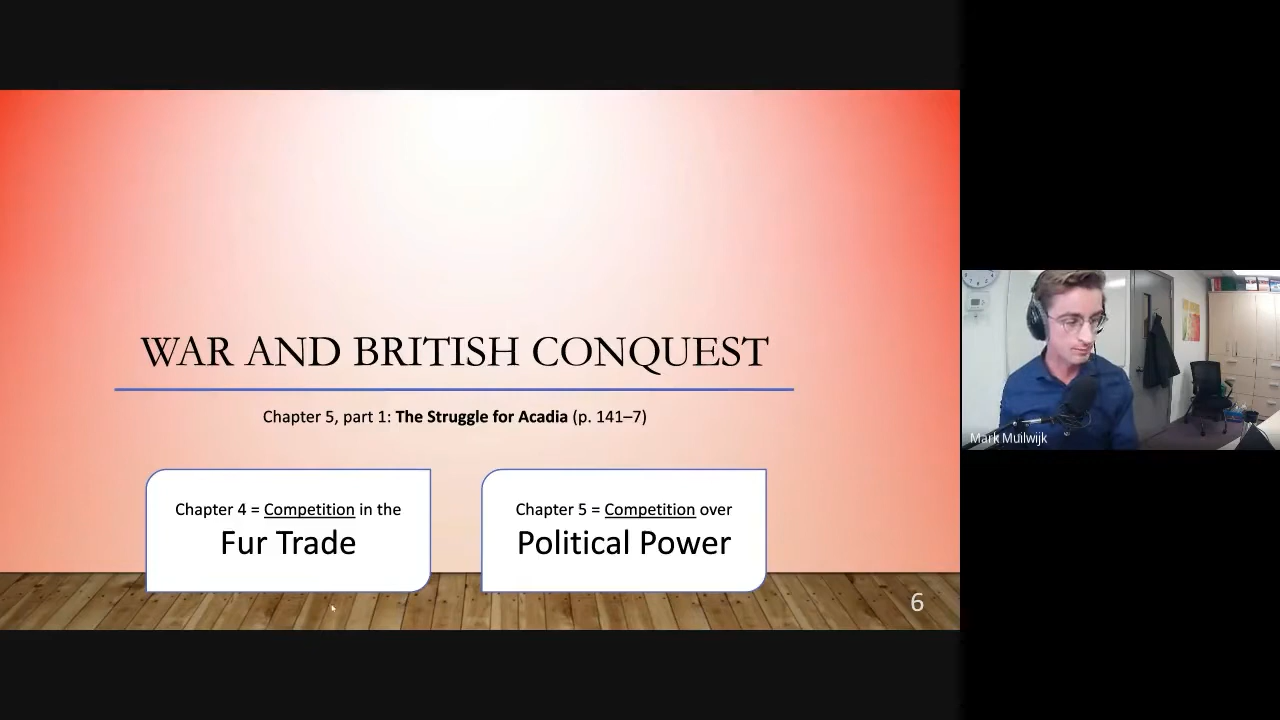 WAR AND BRITISH CONQUEST
Chapter 5, part 1: The Struggle for Acadia (p. 141–7)
Chapter 4 = Competition in the
Fur Trade
Chapter 5 = Competition over
Political Power
6
Mark Muilwijk